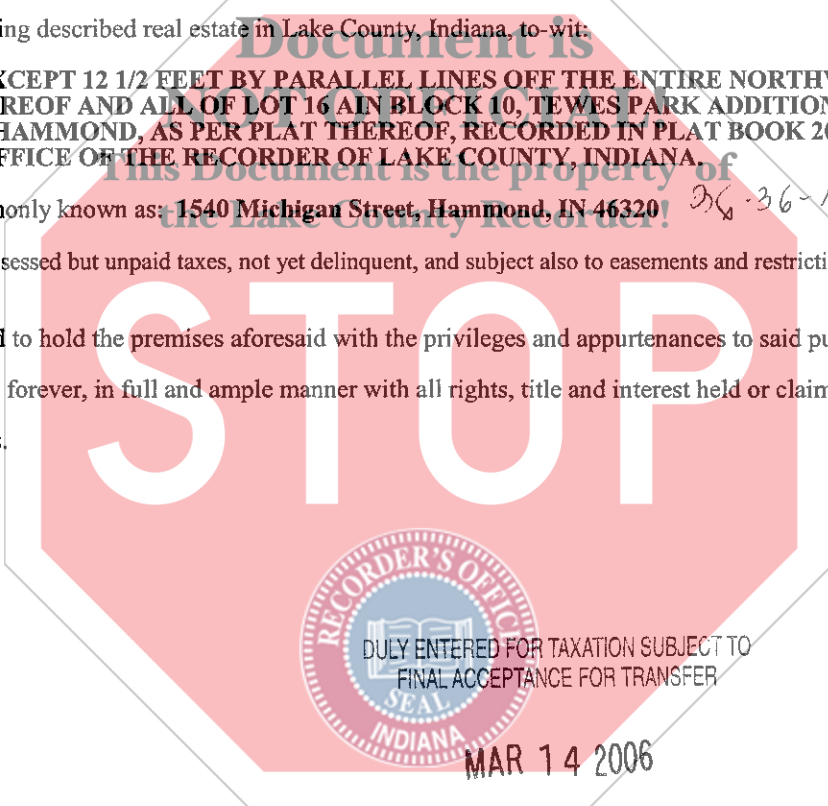 ing described real estate in Lake County, Indiana, to-wit:
Document is
XCEPT 12 1/2 FEET BY PARALLEL LINES OFF THE ENTIRE NORTH
NOT OFFICIAL!
REOF AND ALL OF LOT 16 AIN BLOCK 10, TEWES PARK ADDITION
HAMMOND, AS PER PLAT THEREOF, RECORDED IN PLAT BOOK 20
FFICE OF THE RECORDER OF LAKE COUNTY, INDIANA.
This Document is the property of
monly known as: 1540 Michigan Street, Hammond, IN 46320 36-36-1
the Lake County Recorder!
sessed but unpaid taxes, not yet delinquent, and subject also to easements and restricti
d to hold the premises aforesaid with the privileges and appurtenances to said pu
forever, in full and ample manner with all rights, title and interest held or claim
s.
STOP
RECORDER'S OFFICE
SEAL
INDIANA
DULY ENTERED FOR TAXATION SUBJECT TO
FINAL ACCEPTANCE FOR TRANSFER
MAR 14 2006